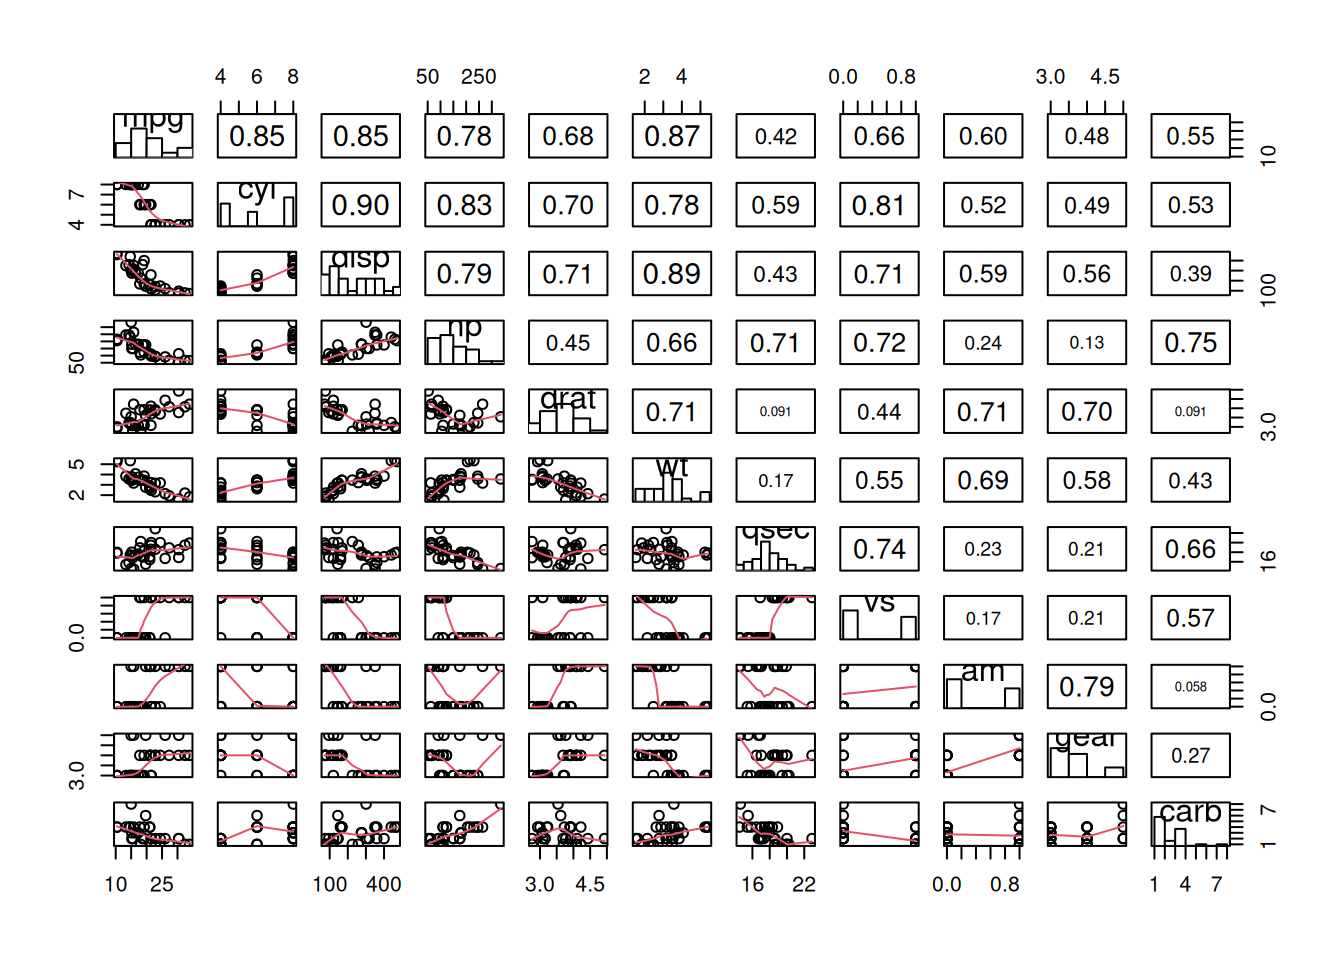 4 6 8 50 250 2 4 0.0 0.8 3.0 4.5
mpg 0.85 0.85 0.78 0.68 0.87 0.42 0.66 0.60 0.48 0.55 10
4 7 cyl 0.90 0.83 0.70 0.78 0.59 0.81 0.52 0.49 0.53
disp 0.79 0.71 0.89 0.43 0.71 0.59 0.56 0.39 100
50 hp 0.45 0.66 0.71 0.72 0.24 0.13 0.75
drat 0.71 0.091 0.44 0.71 0.70 0.091 3.0
5 2 wt 0.17 0.55 0.69 0.58 0.43
qsec 0.74 0.23 0.21 0.66 16
0.0 vs 0.17 0.21 0.57
am 0.79 0.058 0.0
3.0 gear 0.27
carb 1 7
10 25 100 400 3.0 4.5 16 22 0.0 0.8 1 4 7